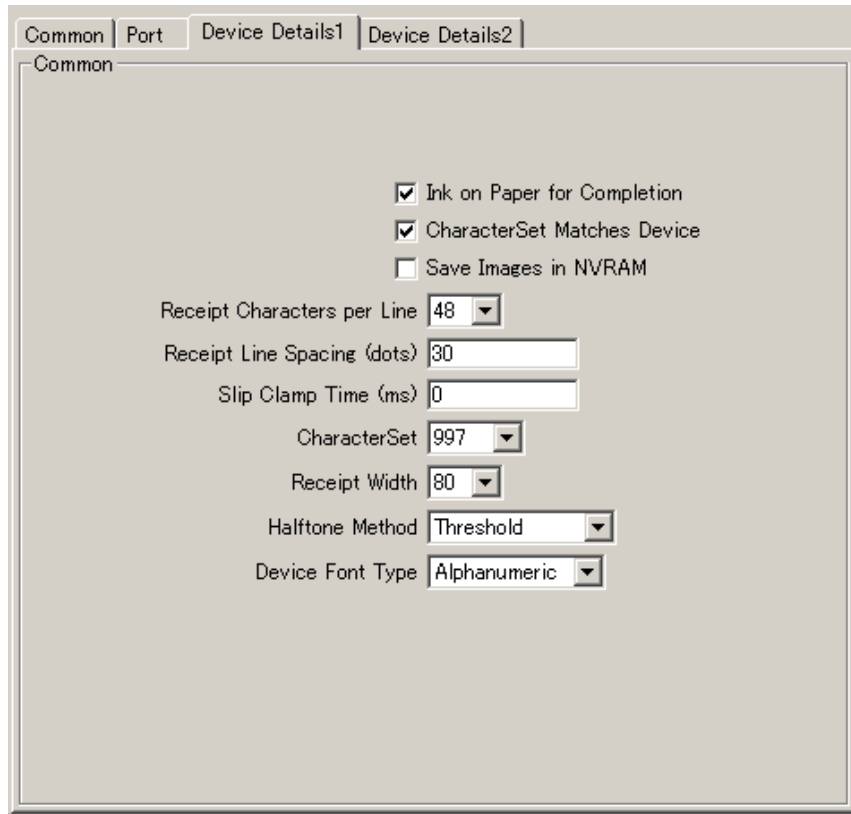 Common Port Device Details1 Device Details2
Common
Ink on Paper for Completion
CharacterSet Matches Device
Save Images in NVRAM
Receipt Characters per Line 48
Receipt Line Spacing (dots) 30
Slip Clamp Time (ms) 0
CharacterSet 997
Receipt Width 80
Halftone Method Threshold
Device Font Type Alphanumeric